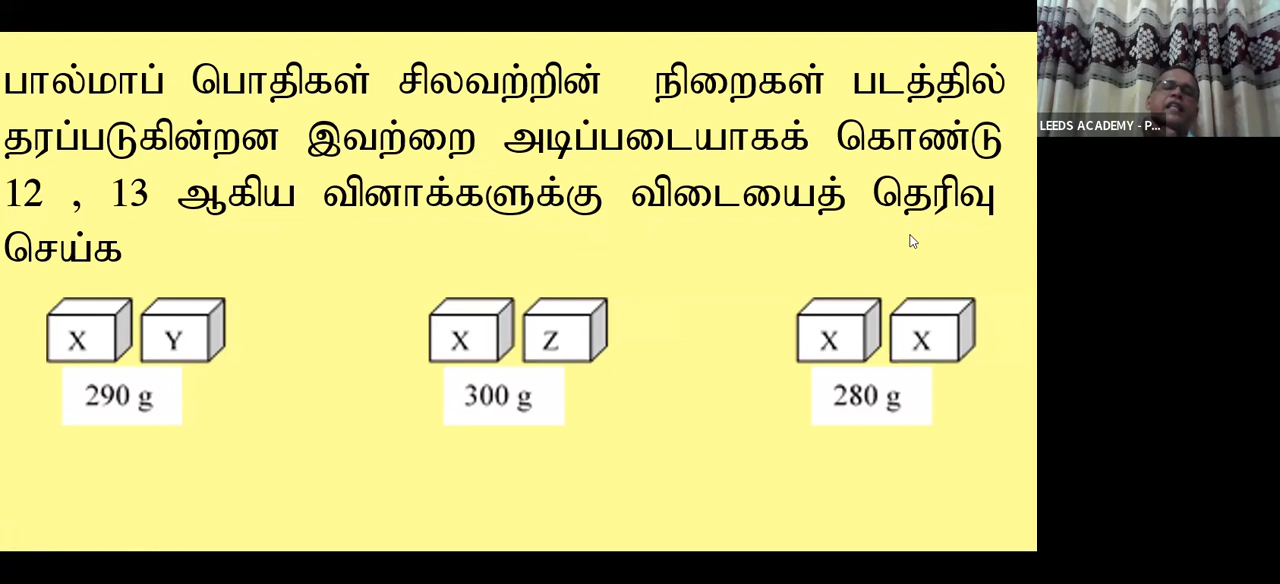 பால்மாப் பொதிகள் சிலவற்றின் நிறைகள் படத்தில்
தரப்படுகின்றன இவற்றை அடிப்படையாகக் கொண்டு
12 , 13 ஆகிய வினாக்களுக்கு விடையைத் தெரிவு
செய்க
X Y X Z X X
290 g 300 g 280 g
LEEDS ACADEMY - P...